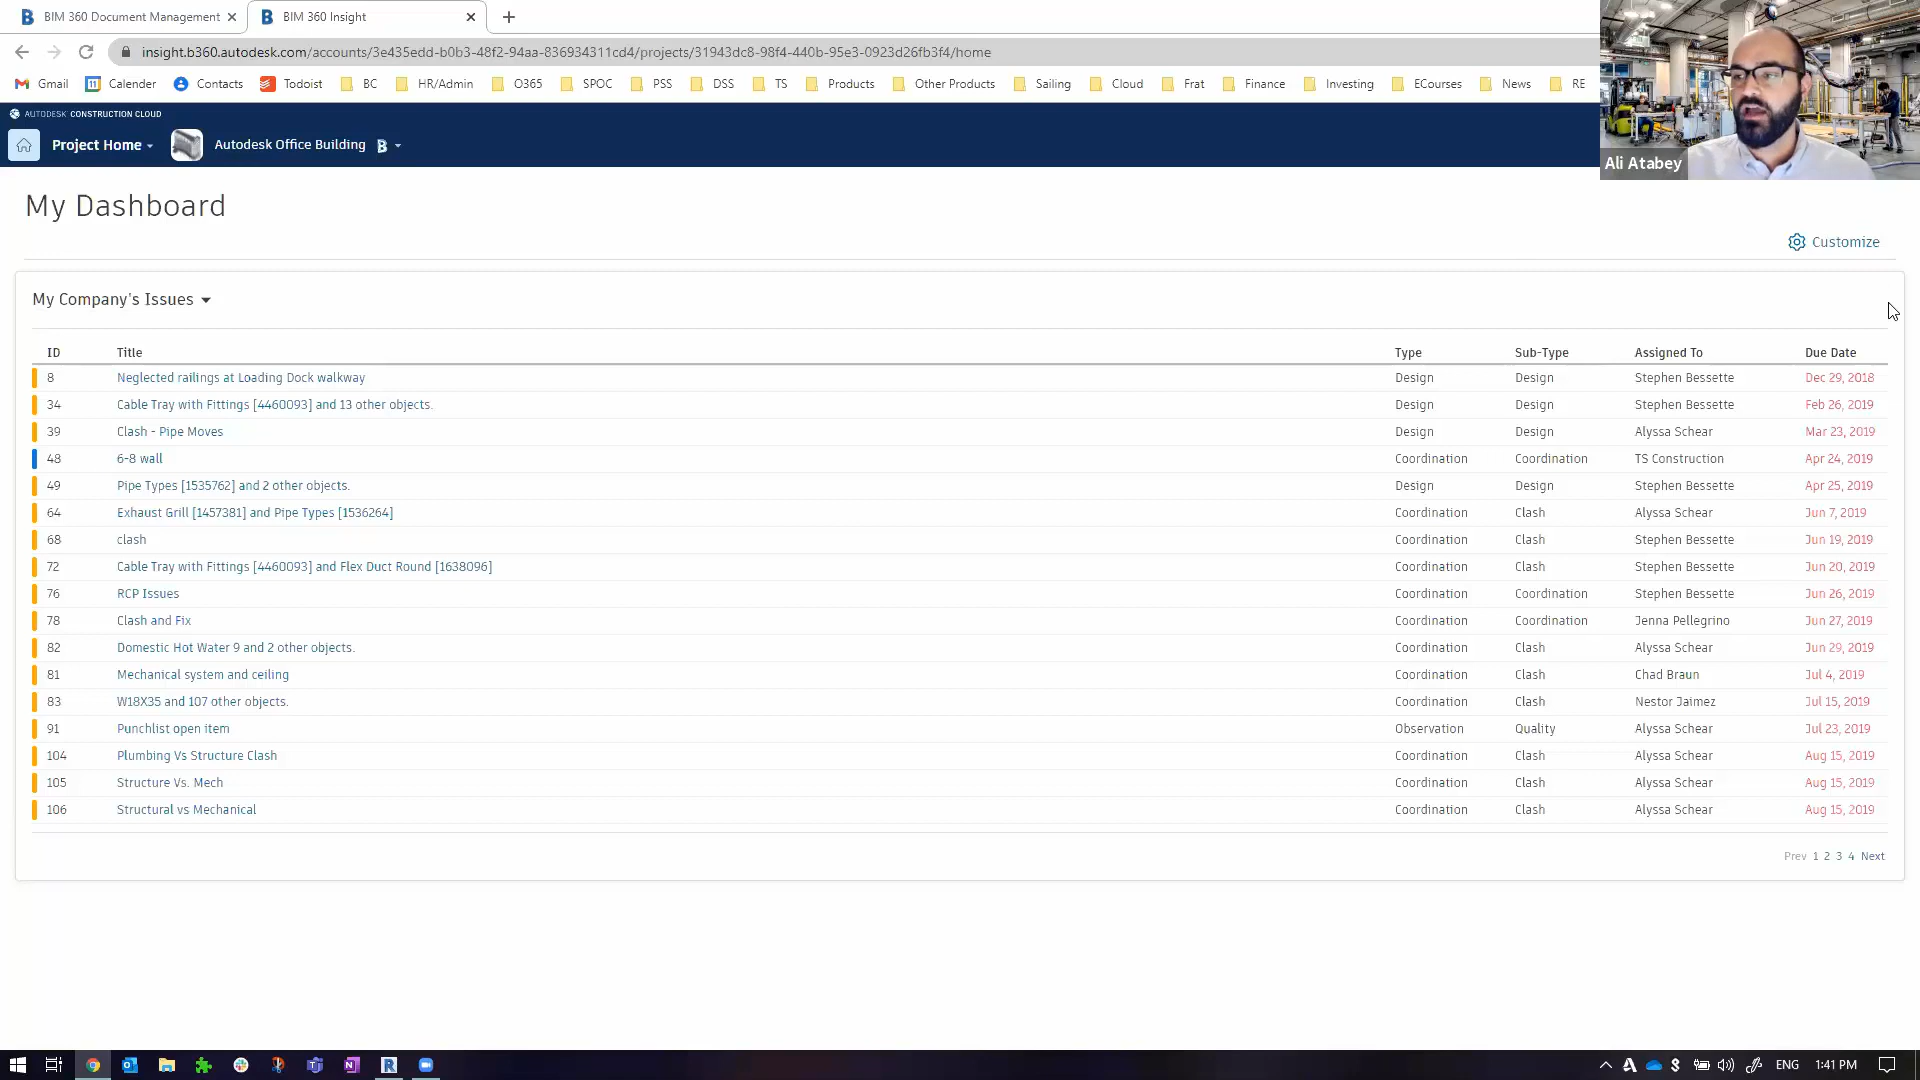 BIM 360 Document Management
BIM 360 Insight
insight.b360.autodesk.com/accounts/3e435edd-b0b3-48f2-94aa-836934311cd4/projects/31943dc8-98f4-440b-95e3-0923d26fb3f4/home
Gmail Calender Contacts Todoist BC HR/Admin O365 SPOC PSS DSS TS Products Other Products Sailing Cloud Frat Finance Investing ECourses News RE
AUTODESK CONSTRUCTION CLOUD
Project Home Autodesk Office Building
Ali Atabey
My Dashboard
Customize
My Company's Issues
ID Title Type Sub-Type Assigned To Due Date
8 Neglected railings at Loading Dock walkway Design Design Stephen Bessette Dec 29, 2018
34 Cable Tray with Fittings [4460093] and 13 other objects. Design Design Stephen Bessette Feb 26, 2019
39 Clash - Pipe Moves Design Design Alyssa Schear Mar 23, 2019
48 6-8 wall Coordination Coordination TS Construction Apr 24, 2019
49 Pipe Types [1535762] and 2 other objects. Design Design Stephen Bessette Apr 25, 2019
64 Exhaust Grill [1457381] and Pipe Types [1536264] Coordination Clash Alyssa Schear Jun 7, 2019
68 clash Coordination Clash Stephen Bessette Jun 19, 2019
72 Cable Tray with Fittings [4460093] and Flex Duct Round [1638096] Coordination Clash Stephen Bessette Jun 20, 2019
76 RCP Issues Coordination Coordination Stephen Bessette Jun 26, 2019
78 Clash and Fix Coordination Coordination Jenna Pellegrino Jun 27, 2019
82 Domestic Hot Water 9 and 2 other objects. Coordination Clash Alyssa Schear Jun 29, 2019
81 Mechanical system and ceiling Coordination Clash Chad Braun Jul 4, 2019
83 W18X35 and 107 other objects. Coordination Clash Nestor Jaimez Jul 15, 2019
91 Punchlist open item Observation Quality Alyssa Schear Jul 23, 2019
104 Plumbing Vs Structure Clash Coordination Clash Alyssa Schear Aug 15, 2019
105 Structure Vs. Mech Coordination Clash Alyssa Schear Aug 15, 2019
106 Structural vs Mechanical Coordination Clash Alyssa Schear Aug 15, 2019
Prev 1 2 3 4 Next
ENG 1:41 PM